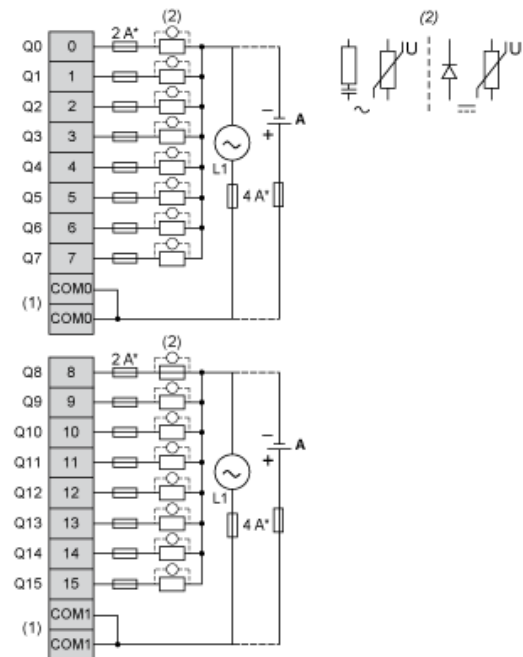 (2)
2 A*
Q0 0
Q1 1
Q2 2
Q3 3
Q4 4
Q5 5
Q6 6
Q7 7
COM0
(1)
COM0
L1
4 A*
−
+
A
(2)
U
U
(2)
2 A*
Q8 8
Q9 9
Q10 10
Q11 11
Q12 12
Q13 13
Q14 14
Q15 15
COM1
(1)
COM1
L1
4 A*
−
+
A